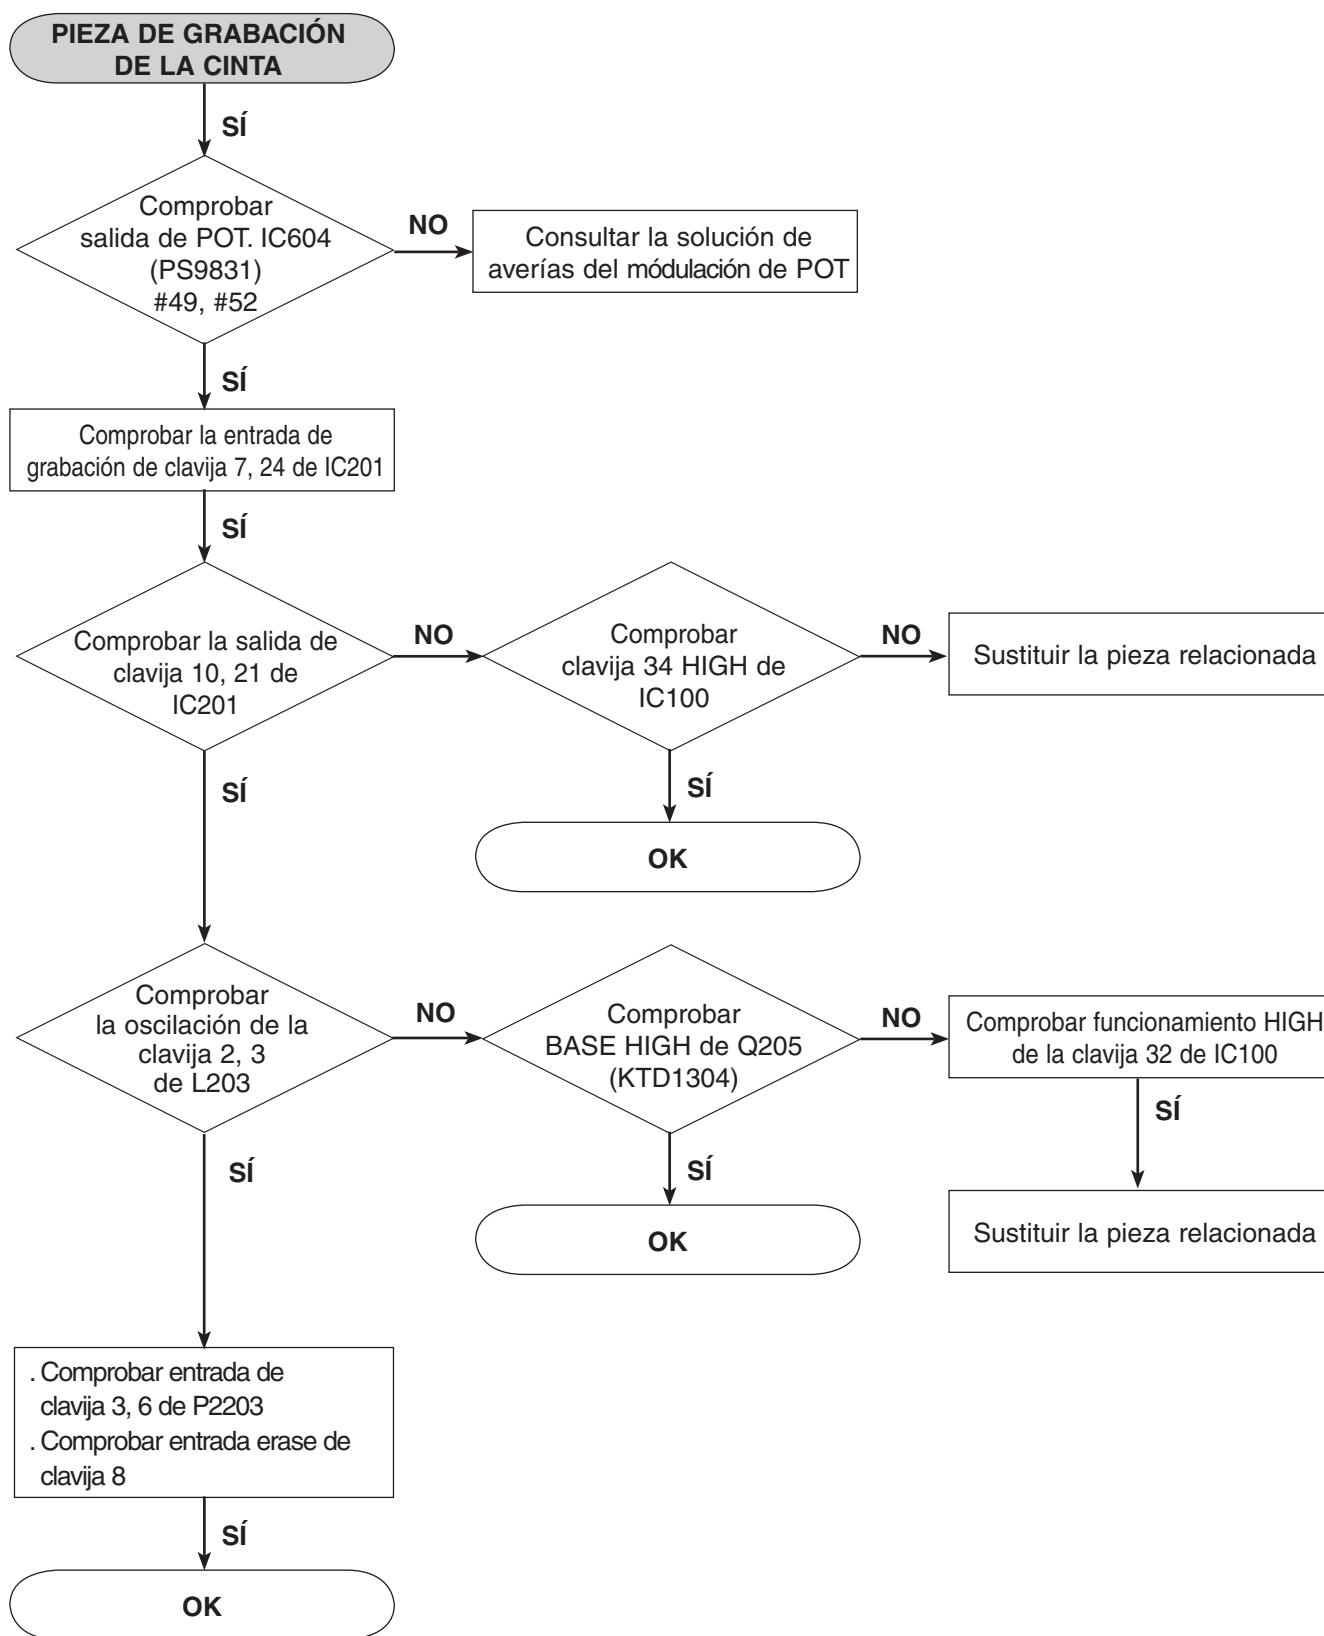 PIEZA DE GRABACIÓN
DE LA CINTA
SÍ
Comprobar
salida de POT. IC604
(PS9831)
#49, #52
NO
Consultar la solución de
averías del módulación de POT
SÍ
Comprobar la entrada de
grabación de clavija 7, 24 de IC201
SÍ
Comprobar la salida de
clavija 10, 21 de
IC201
NO
Comprobar
clavija 34 HIGH de
IC100
NO
Sustituir la pieza relacionada
SÍ
OK
SÍ
Comprobar
la oscilación de la
clavija 2, 3
de L203
NO
Comprobar
BASE HIGH de Q205
(KTD1304)
NO
Comprobar funcionamiento HIGH
de la clavija 32 de IC100
SÍ
Sustituir la pieza relacionada
SÍ
OK
SÍ
. Comprobar entrada de
clavija 3, 6 de P2203
. Comprobar entrada erase de
clavija 8
SÍ
OK